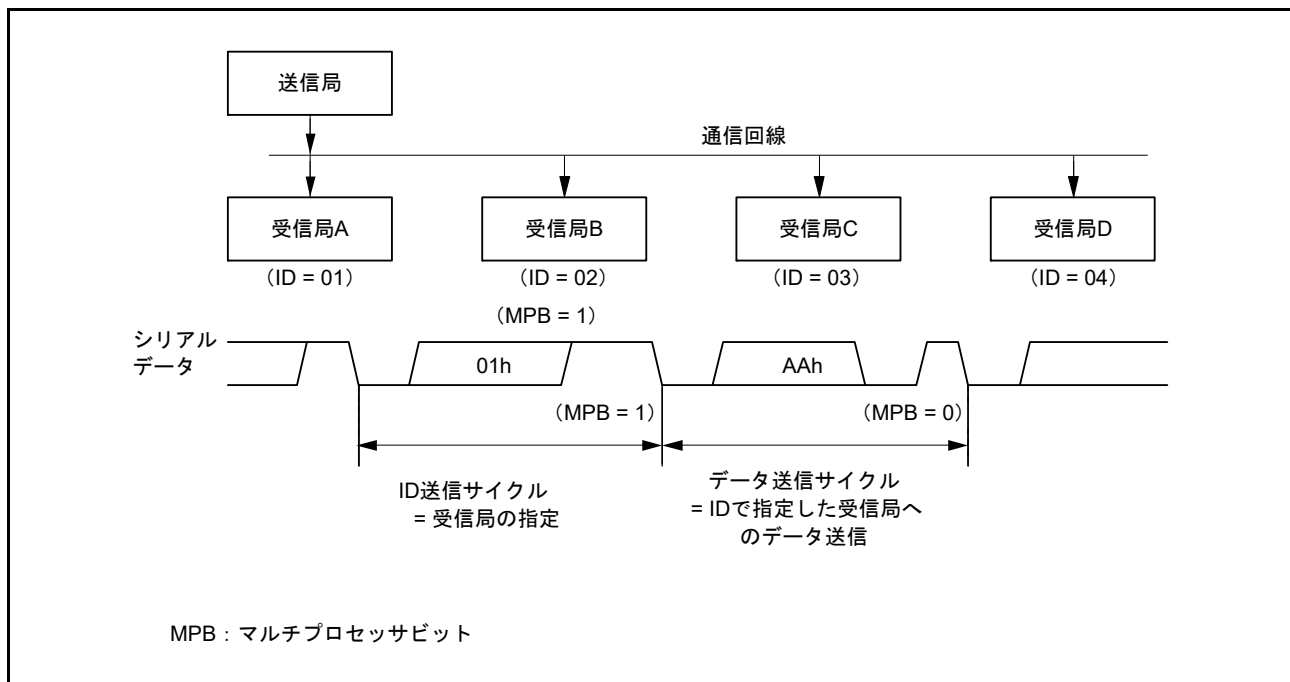 送信局
通信回線
受信局A
受信局B
受信局C
受信局D
（ID = 01）
（ID = 02）
（ID = 03）
（ID = 04）
（MPB = 1）
シリアル
データ
01h
AAh
（MPB = 1）
（MPB = 0）
ID送信サイクル
= 受信局の指定
データ送信サイクル
= IDで指定した受信局へ
のデータ送信
MPB：マルチプロセッサビット